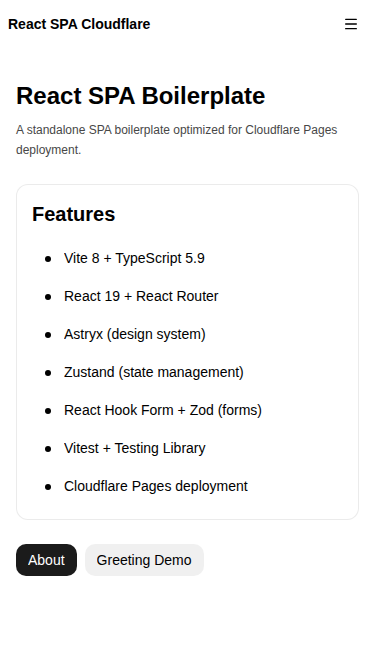 React SPA Cloudflare
React SPA Boilerplate
A standalone SPA boilerplate optimized for Cloudflare Pages
deployment.
Features
Vite 8 + TypeScript 5.9
React 19 + React Router
Astryx (design system)
Zustand (state management)
React Hook Form + Zod (forms)
Vitest + Testing Library
Cloudflare Pages deployment
About
Greeting Demo